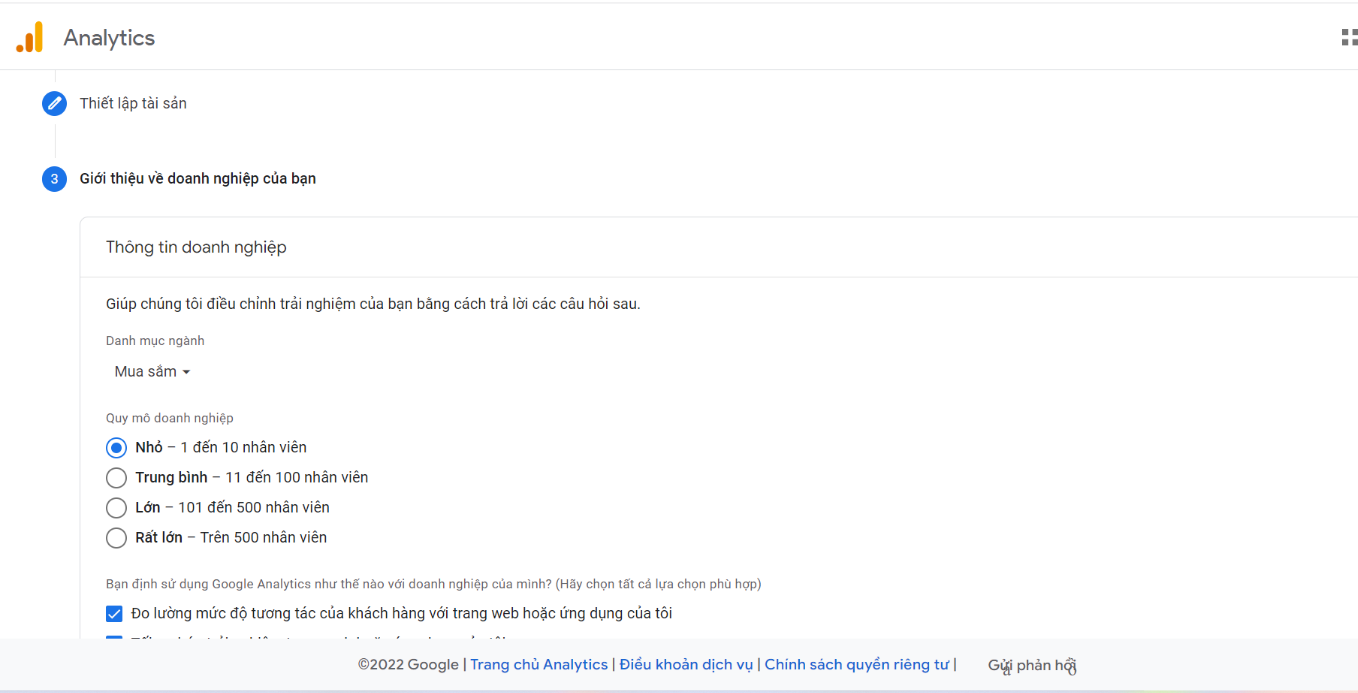 Analytics
Thiết lập tài sản
3 Giới thiệu về doanh nghiệp của bạn
Thông tin doanh nghiệp
Giúp chúng tôi điều chỉnh trải nghiệm của bạn bằng cách trả lời các câu hỏi sau.
Danh mục ngành
Mua sắm
Quy mô doanh nghiệp
Nhỏ – 1 đến 10 nhân viên
Trung bình – 11 đến 100 nhân viên
Lớn – 101 đến 500 nhân viên
Rất lớn – Trên 500 nhân viên
Bạn định sử dụng Google Analytics như thế nào với doanh nghiệp của mình? (Hãy chọn tất cả lựa chọn phù hợp)
Đo lường mức độ tương tác của khách hàng với trang web hoặc ứng dụng của tôi
©2022 Google | Trang chủ Analytics | Điều khoản dịch vụ | Chính sách quyền riêng tư | Gửi phản hồi